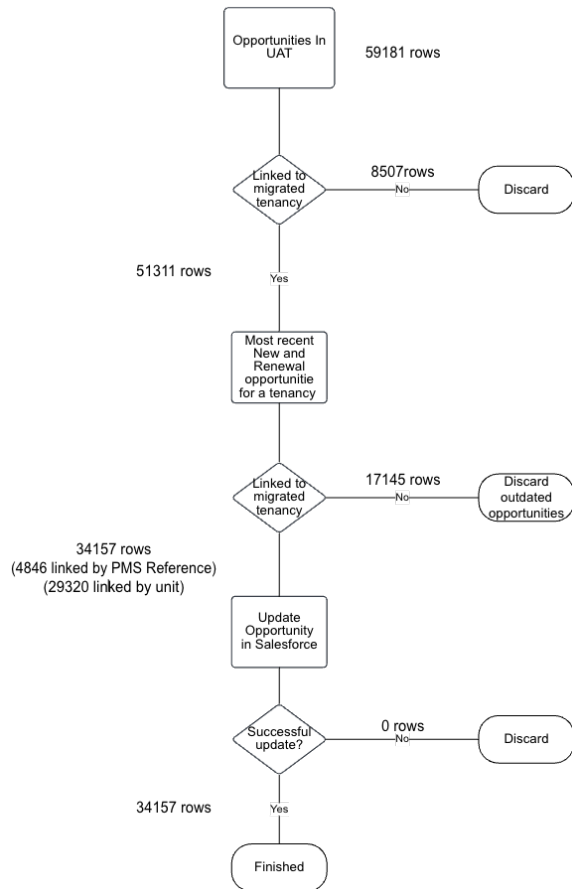 Opportunities In
UAT
59181 rows
Linked to
migrated
tenancy
8507rows
No
Discard
51311 rows
Yes
Most recent
New and
Renewal
opportunitie
for a tenancy
Linked to
migrated
tenancy
17145 rows
No
Discard
outdated
opportunities
34157 rows
(4846 linked by PMS Reference)
(29320 linked by unit)
Update
Opportunity
in Salesforce
Successful
update?
0 rows
No
Discard
34157 rows
Yes
Finished